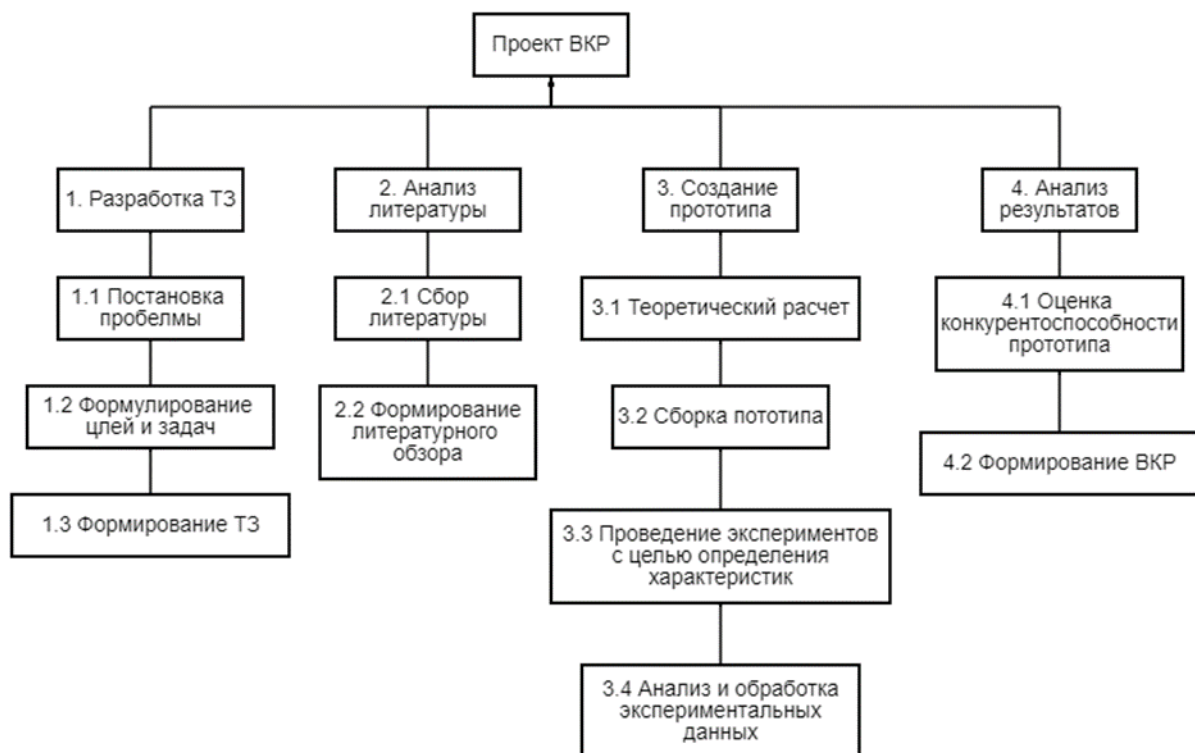 Проект ВКР
1. Разработка ТЗ
1.1 Постановка
пробелмы
1.2 Формулирование
цлей и задач
1.3 Формирование ТЗ
2. Анализ
литературы
2.1 Сбор
литературы
2.2 Формирование
литературного
обзора
3. Создание
прототипа
3.1 Теоретический расчет
3.2 Сборка пототипа
3.3 Проведение экспериментов
с целью определения
характеристик
3.4 Анализ и обработка
экспериментальных
данных
4. Анализ
результатов
4.1 Оценка
конкурентоспособности
прототипа
4.2 Формирование ВКР